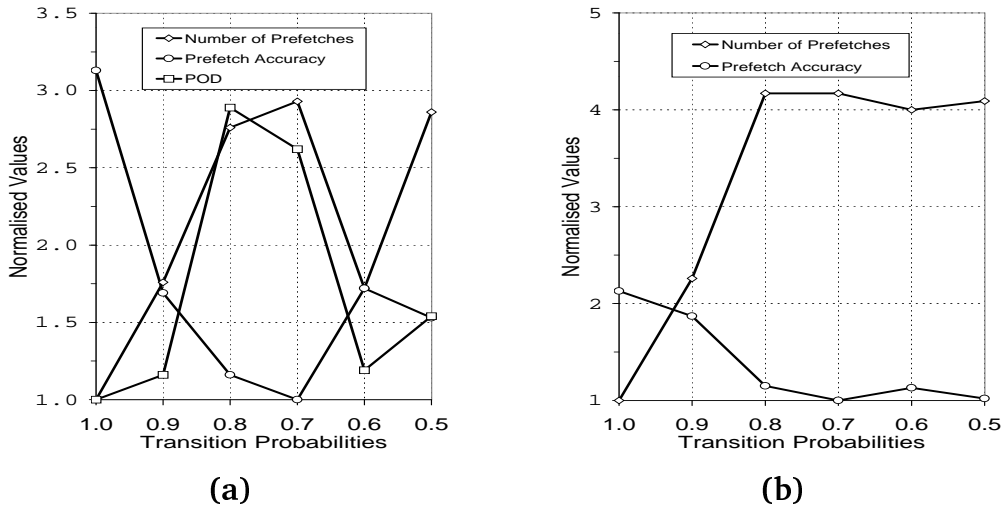 3.5
3.0
2.5
2.0
1.5
1.0
Normalised Values
Number of Prefetches
Prefetch Accuracy
POD
1.0 0.9 0.8 0.7 0.6 0.5
Transition Probabilities
(a)
5
4
3
2
1
Normalised Values
Number of Prefetches
Prefetch Accuracy
1.0 0.9 0.8 0.7 0.6 0.5
Transition Probabilities
(b)